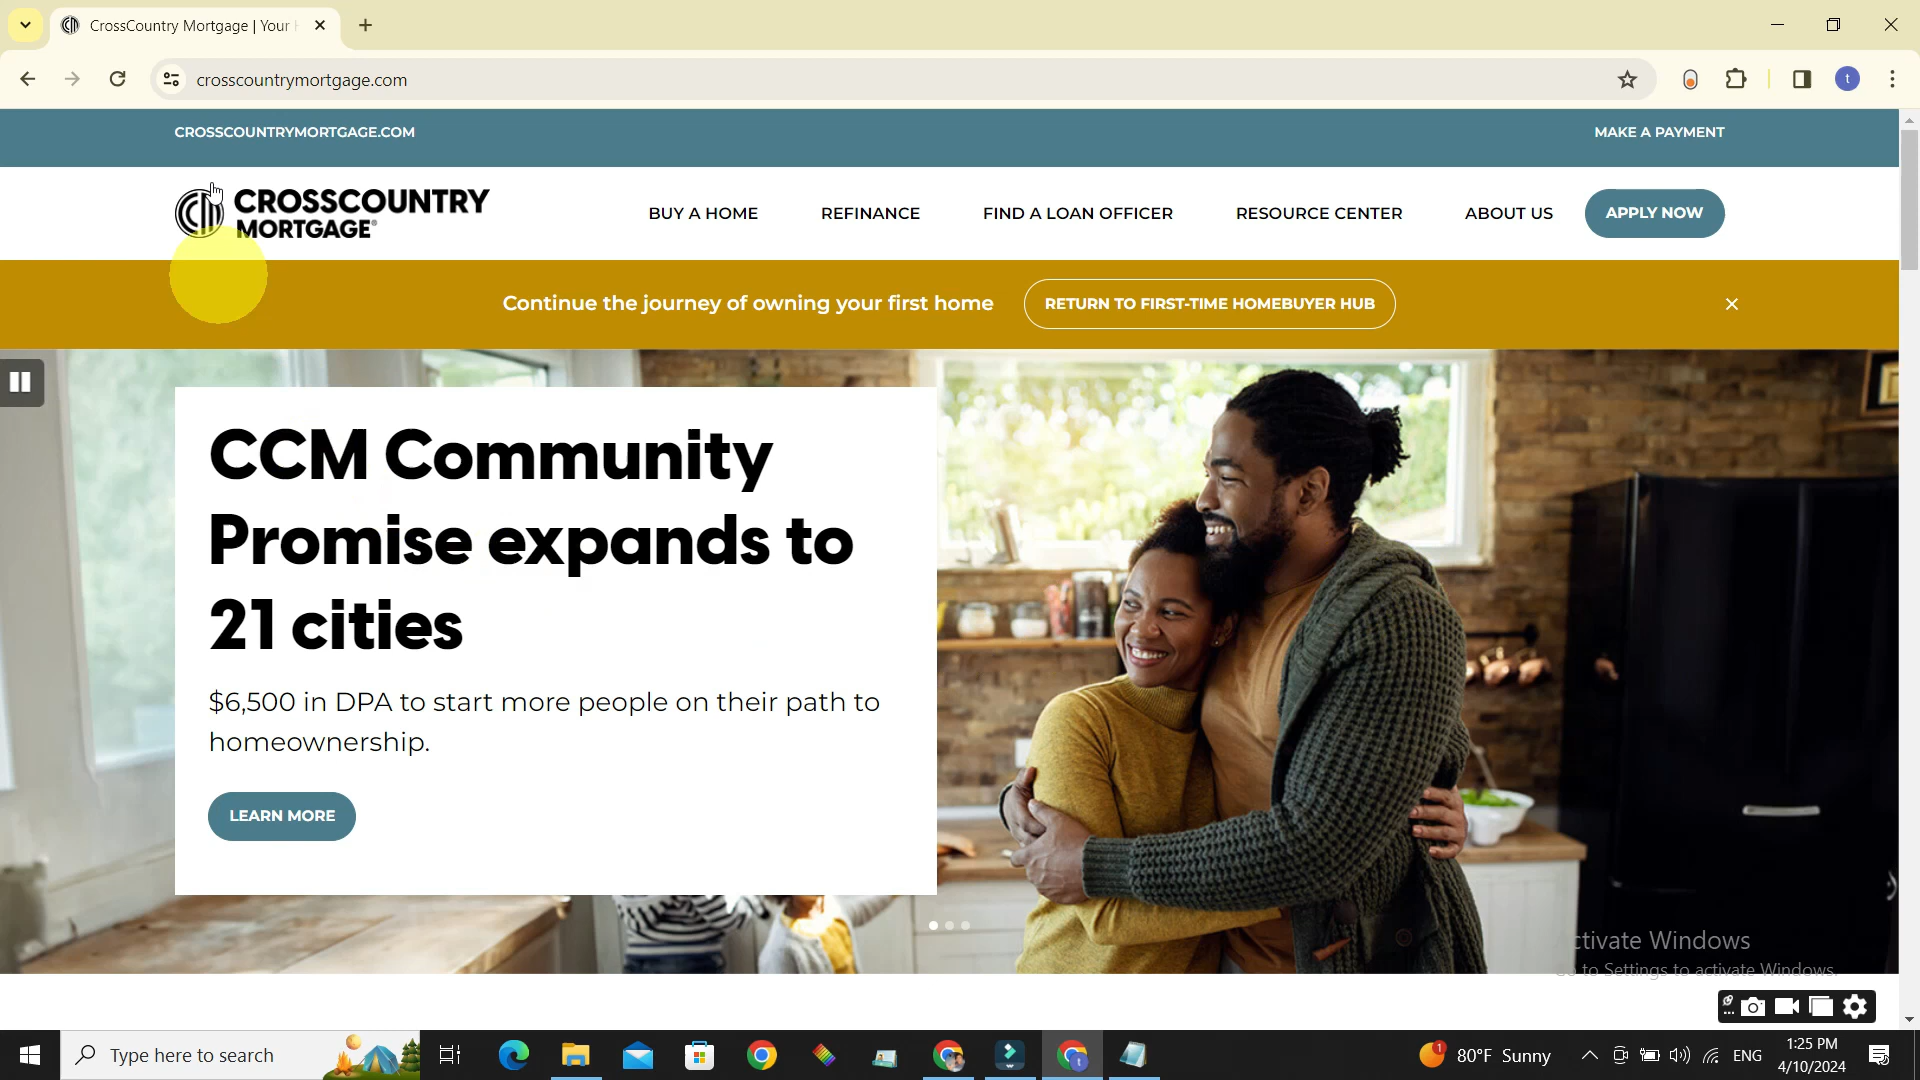 CrossCountry Mortgage | Your
crosscountrymortgage.com
t
CROSSCOUNTRYMORTGAGE.COM
MAKE A PAYMENT
CROSSCOUNTRY
MORTGAGE®
BUY A HOME
REFINANCE
FIND A LOAN OFFICER
RESOURCE CENTER
ABOUT US
APPLY NOW
Continue the journey of owning your first home
RETURN TO FIRST-TIME HOMEBUYER HUB
CCM Community
Promise expands to
21 cities
$6,500 in DPA to start more people on their path to
homeownership.
LEARN MORE
ctivate Windows
to Settings to activate Windows.
Type here to search
1
80°F Sunny
ENG
1:25 PM
4/10/2024